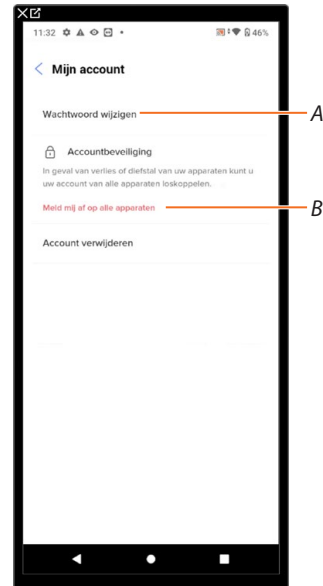 11:32
46%
Mijn account
Wachtwoord wijzigen
A
Accountbeveiliging
In geval van verlies of diefstal van uw apparaten kunt u
uw account van alle apparaten loskoppelen.
Meld mij af op alle apparaten
B
Account verwijderen